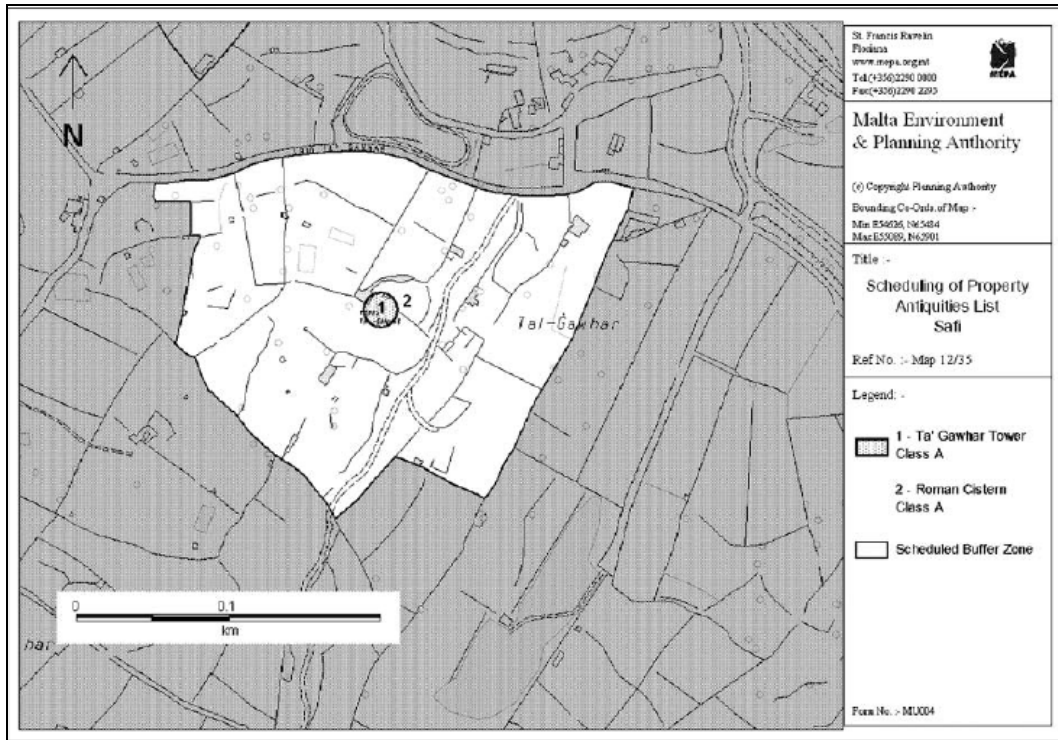 N
Tal-Gawhar
1
2
0
0.1
km
har
St. Francis Ravelin
Floriana
www.mepa.org.mt
Tel:(+356)2290 0000
Fax:(+356)2290 2295
MEPA
Malta Environment
& Planning Authority
(c) Copyright Planning Authority
Bounding Co-Ords. of Map :-
Min E54626, N65484
Max E55089, N65901
Title :-
Scheduling of Property
Antiquities List
Safi
Ref No. :- Map 12/35
Legend: -
1 - Ta' Gawhar Tower
Class A
2 - Roman Cistern
Class A
Scheduled Buffer Zone
Form No. :- MU004